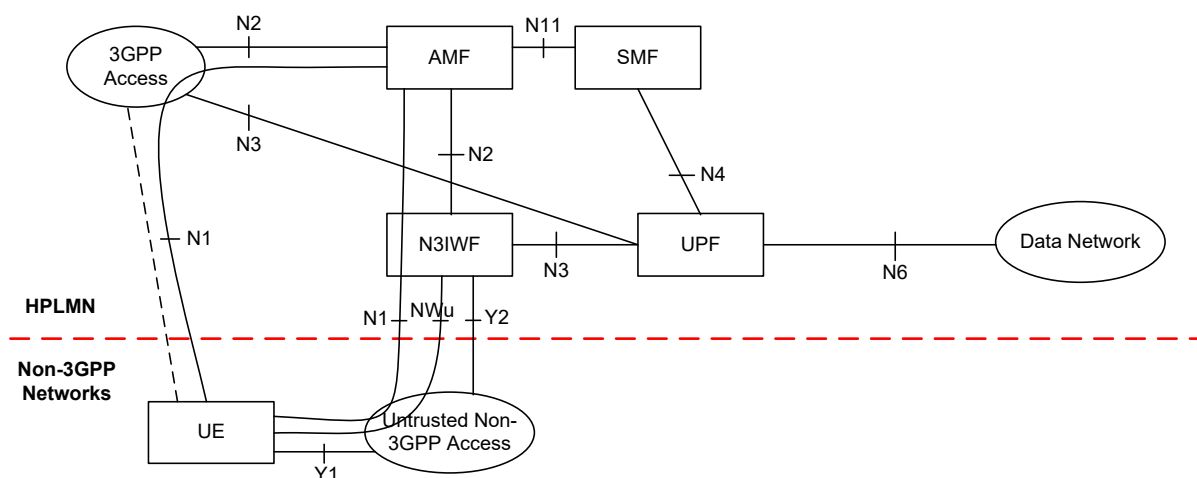 N2
3GPP
Access
AMF
N11
SMF
N3
N2
N4
N1
N3IWF
N3
UPF
N6
Data Network
HPLMN
N1
NWu
Y2
Non-3GPP
Networks
UE
Untrusted Non-
3GPP Access
Y1